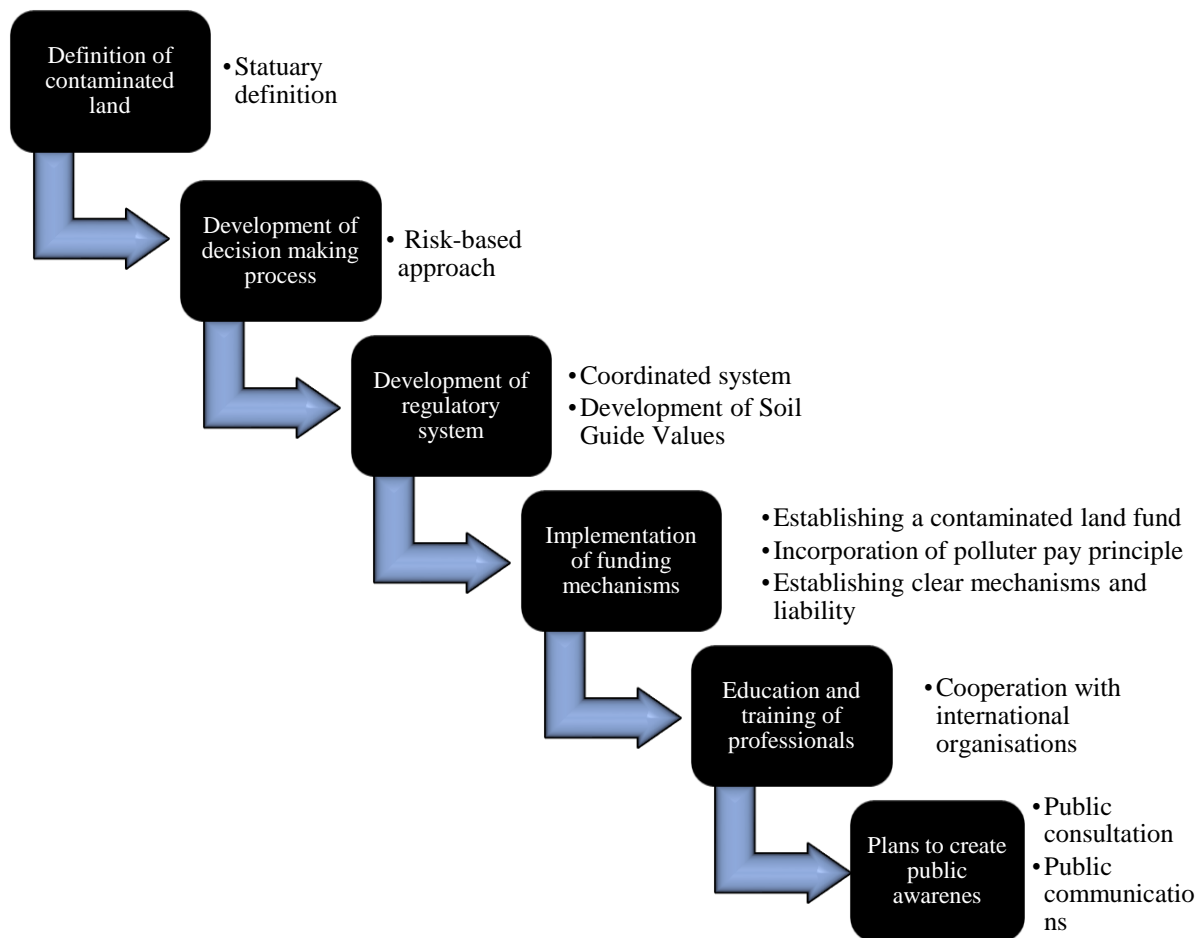 Definition of
contaminated
land
•Statuary
definition
Development of
decision making
process
• Risk-based
approach
Development of
regulatory
system
•Coordinated system
•Development of Soil
Guide Values
Implementation
of funding
mechanisms
•Establishing a contaminated land fund
•Incorporation of polluter pay principle
•Establishing clear mechanisms and
liability
Education and
training of
professionals
•Cooperation with
international
organisations
Plans to create
public
awarenes
•Public
consultation
•Public
communicatio
ns